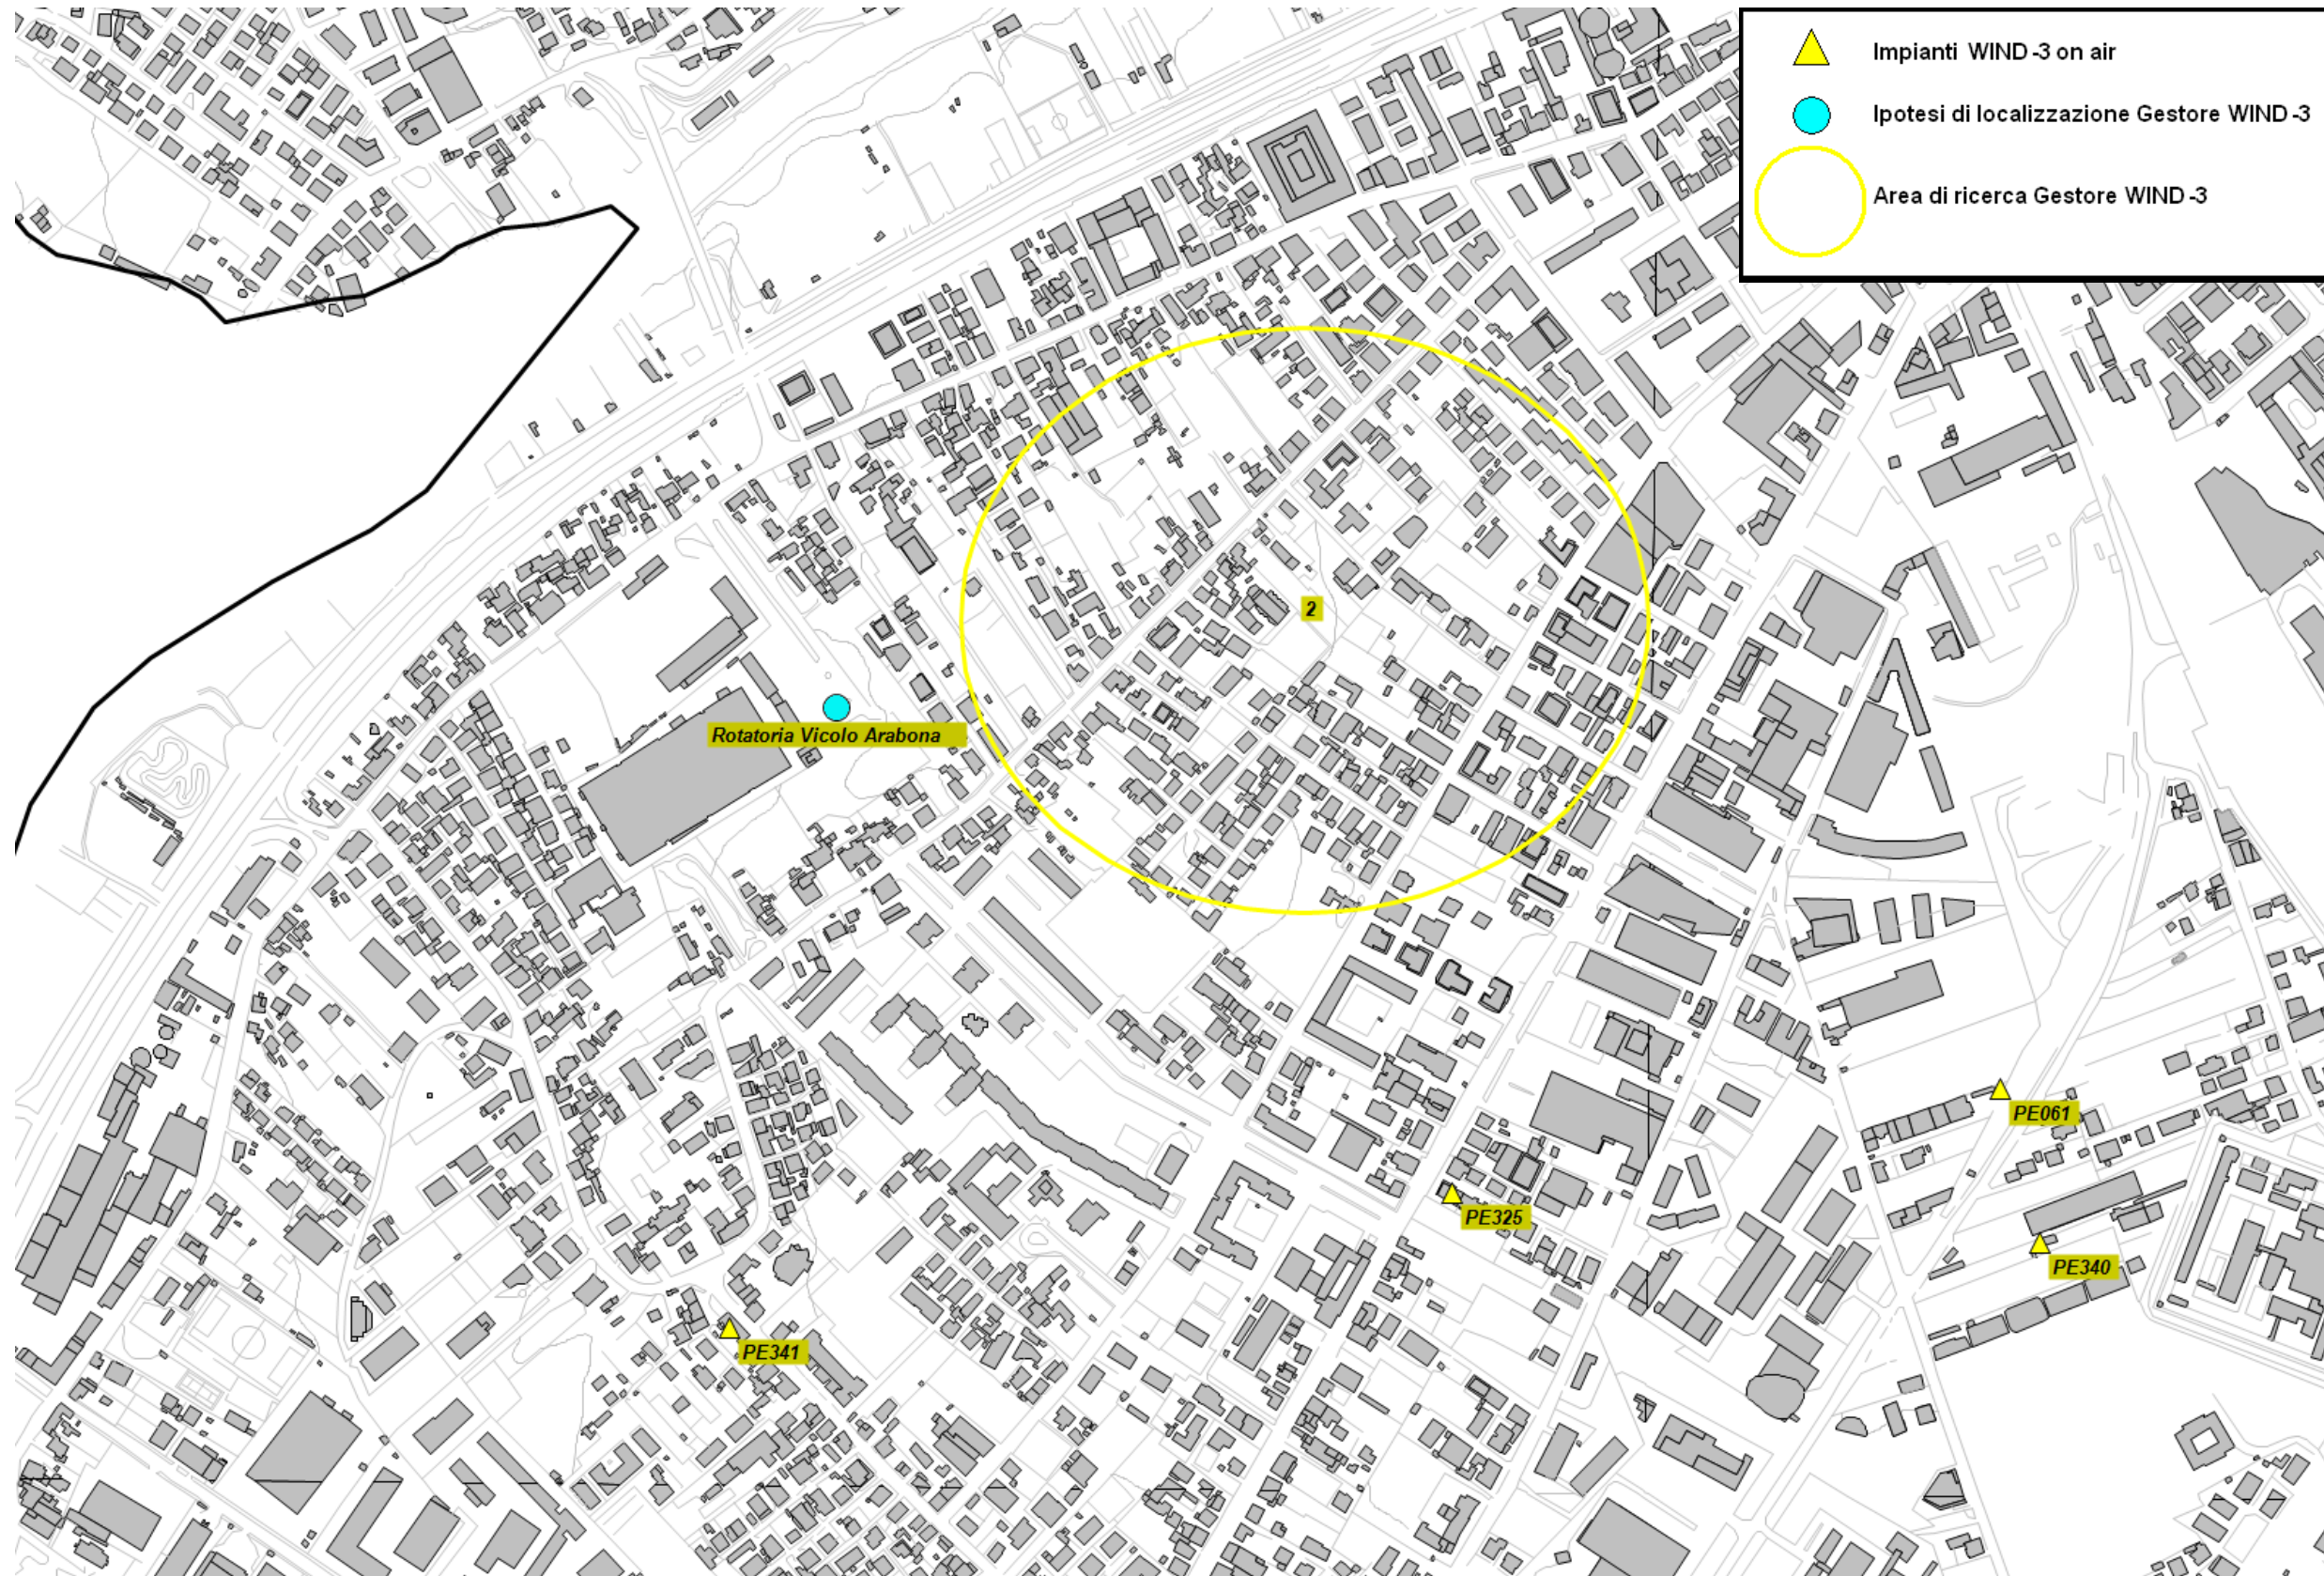 Impianti WIND -3 on air
Ipotesi di localizzazione Gestore WIND -3
Area di ricerca Gestore WIND -3
2
Rotatoria Vicolo Arabona
PE061
PE325
PE340
PE341